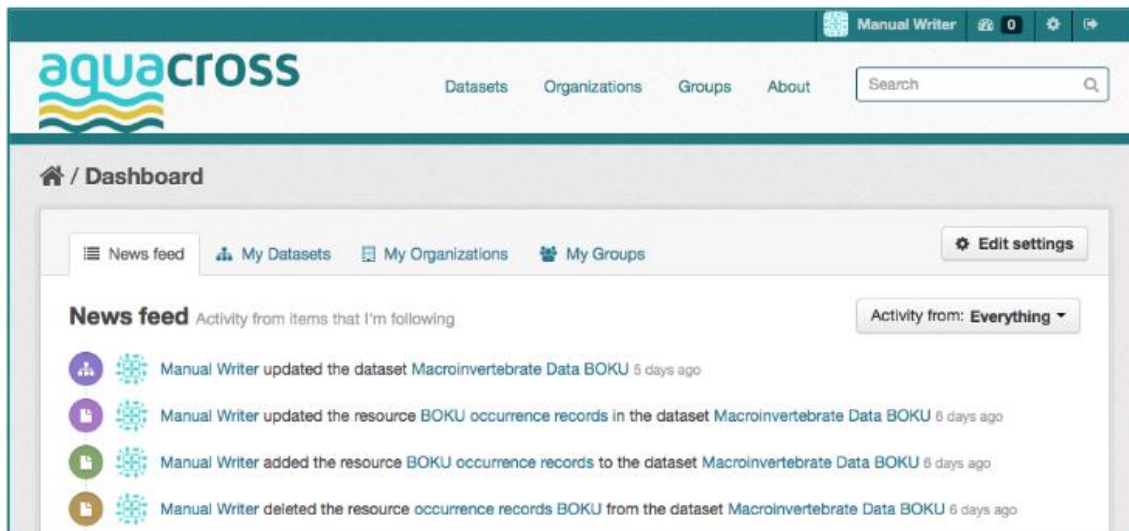 Manual Writer 0
aquacross
Datasets Organizations Groups About Search
/ Dashboard
News feed My Datasets My Organizations My Groups Edit settings
News feed Activity from items that I'm following Activity from: Everything
Manual Writer updated the dataset Macroinvertebrate Data BOKU 5 days ago
Manual Writer updated the resource BOKU occurrence records in the dataset Macroinvertebrate Data BOKU 6 days ago
Manual Writer added the resource BOKU occurrence records to the dataset Macroinvertebrate Data BOKU 6 days ago
Manual Writer deleted the resource occurrence records BOKU from the dataset Macroinvertebrate Data BOKU 6 days ago